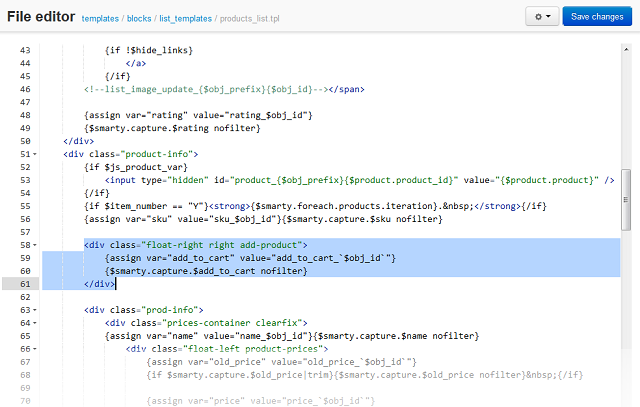 File editor templates / blocks / list_templates / products_list.tpl Save changes
43 {if !$hide_links}
44 </a>
45 {/if}
46 <!--list_image_update_{$obj_prefix}{$obj_id}--></span>
47
48 {assign var="rating" value="rating_$obj_id"}
49 {$smarty.capture.$rating nofilter}
50 </div>
51 <div class="product-info">
52 {if $js_product_var}
53 <input type="hidden" id="product_{$obj_prefix}{$product.product_id}" value="{$product.product}" />
54 {/if}
55 {if $item_number == "Y"}<strong>{$smarty.foreach.products.iteration}.&nbsp;</strong>{/if}
56 {assign var="sku" value="sku_$obj_id"}{$smarty.capture.$sku nofilter}
57
58 <div class="float-right right add-product">
59 {assign var="add_to_cart" value="add_to_cart_`$obj_id`"}
60 {$smarty.capture.$add_to_cart nofilter}
61 </div>
62
63 <div class="prod-info">
64 <div class="prices-container clearfix">
65 {assign var="name" value="name_$obj_id"}{$smarty.capture.$name nofilter}
66 <div class="float-left product-prices">
67 {assign var="old_price" value="old_price_`$obj_id`"}
68 {if $smarty.capture.$old_price|trim}{$smarty.capture.$old_price nofilter}&nbsp;{/if}
69
70 {assign var="price" value="price_`$obj_id`"}